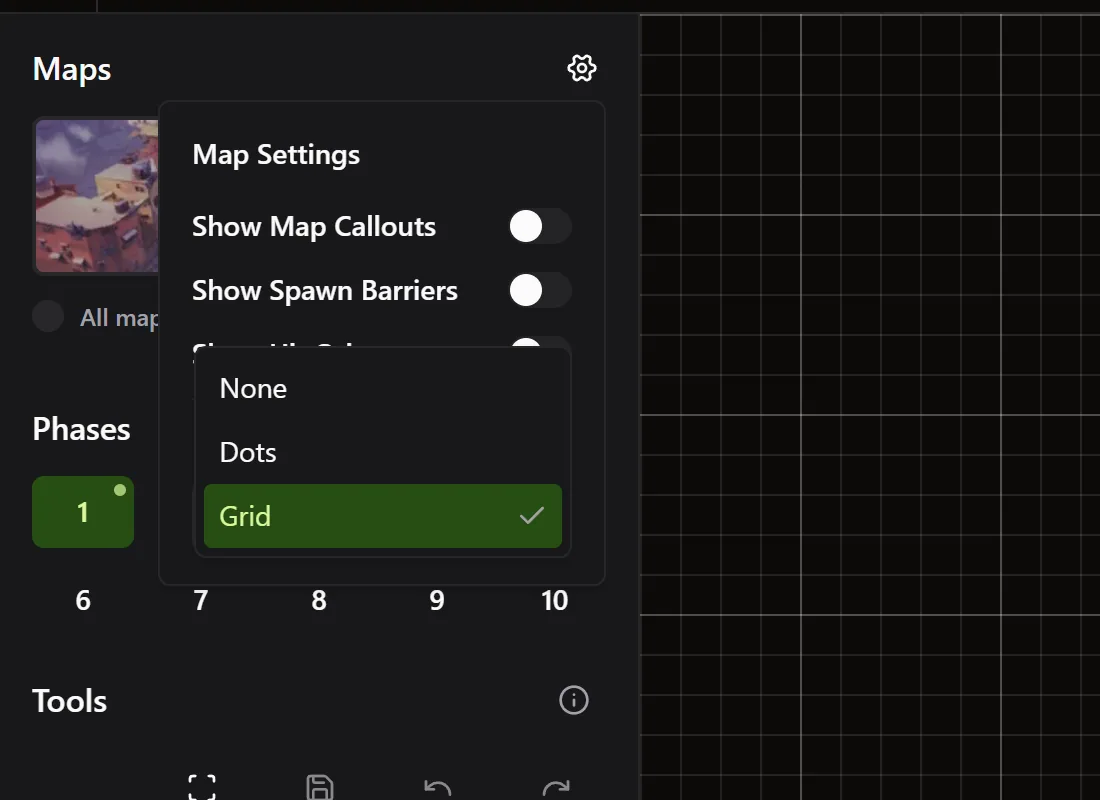 Maps
Map Settings
Show Map Callouts
Show Spawn Barriers
All map
None
Dots
Grid
Phases
1
6 7 8 9 10
Tools